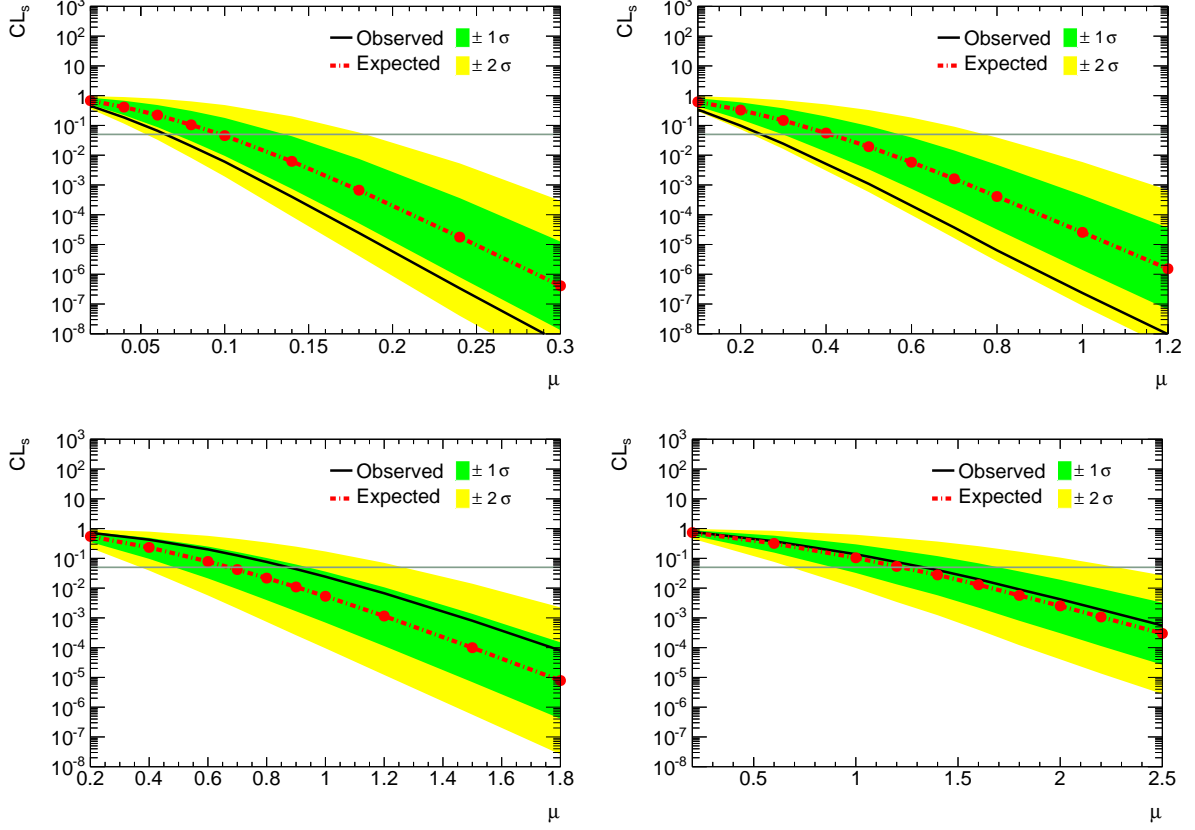 CLₛ
10³
10²
10
1
10⁻¹
10⁻²
10⁻³
10⁻⁴
10⁻⁵
10⁻⁶
10⁻⁷
10⁻⁸
Observed ± 1 σ
Expected ± 2 σ
0.05 0.1 0.15 0.2 0.25 0.3
μ
CLₛ
10³
10²
10
1
10⁻¹
10⁻²
10⁻³
10⁻⁴
10⁻⁵
10⁻⁶
10⁻⁷
10⁻⁸
Observed ± 1 σ
Expected ± 2 σ
0.2 0.4 0.6 0.8 1 1.2
μ
CLₛ
10³
10²
10
1
10⁻¹
10⁻²
10⁻³
10⁻⁴
10⁻⁵
10⁻⁶
10⁻⁷
10⁻⁸
Observed ± 1 σ
Expected ± 2 σ
0.2 0.4 0.6 0.8 1 1.2 1.4 1.6 1.8
μ
CLₛ
10³
10²
10
1
10⁻¹
10⁻²
10⁻³
10⁻⁴
10⁻⁵
10⁻⁶
10⁻⁷
10⁻⁸
Observed ± 1 σ
Expected ± 2 σ
0.5 1 1.5 2 2.5
μ